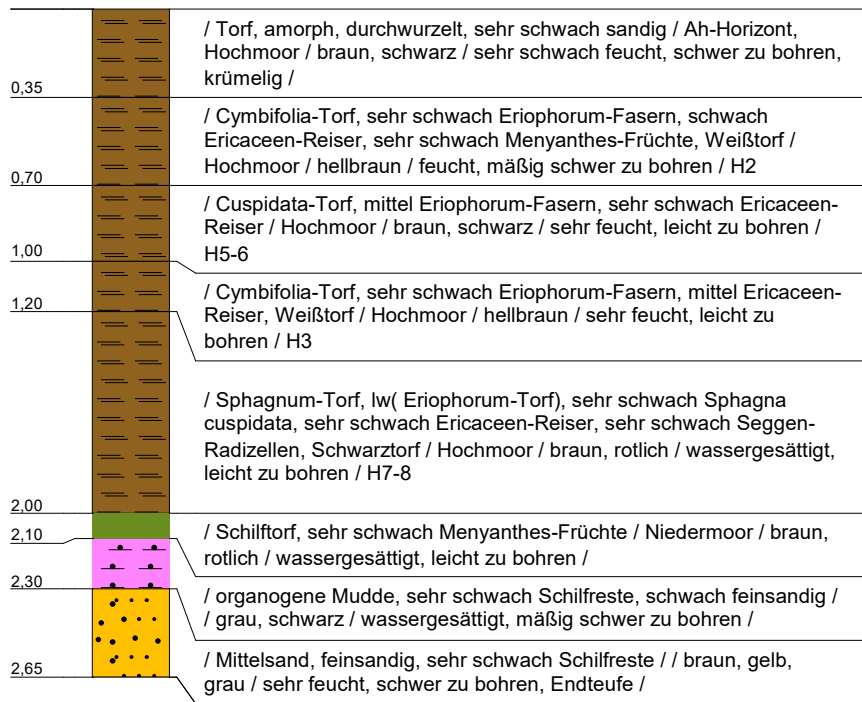 / Torf, amorph, durchwurzelt, sehr schwach sandig / Ah-Horizont,
Hochmoor / braun, schwarz / sehr schwach feucht, schwer zu bohren,
krümelig /
0,35
/ Cymbifolia-Torf, sehr schwach Eriophorum-Fasern, schwach
Ericaceen-Reiser, sehr schwach Menyanthes-Früchte, Weißtorf /
Hochmoor / hellbraun / feucht, mäßig schwer zu bohren / H2
0,70
/ Cuspidata-Torf, mittel Eriophorum-Fasern, sehr schwach Ericaceen-
Reiser / Hochmoor / braun, schwarz / sehr feucht, leicht zu bohren /
H5-6
1,00
/ Cymbifolia-Torf, sehr schwach Eriophorum-Fasern, mittel Ericaceen-
Reiser, Weißtorf / Hochmoor / hellbraun / sehr feucht, leicht zu
bohren / H3
1,20
/ Sphagnum-Torf, lw( Eriophorum-Torf), sehr schwach Sphagna
cuspidata, sehr schwach Ericaceen-Reiser, sehr schwach Seggen-
Radizellen, Schwarztorf / Hochmoor / braun, rotlich / wassergesättigt,
leicht zu bohren / H7-8
2,00
/ Schilftorf, sehr schwach Menyanthes-Früchte / Niedermoor / braun,
rotlich / wassergesättigt, leicht zu bohren /
2,10
/ organogene Mudde, sehr schwach Schilfreste, schwach feinsandig /
/ grau, schwarz / wassergesättigt, mäßig schwer zu bohren /
2,30
/ Mittelsand, feinsandig, sehr schwach Schilfreste / / braun, gelb,
grau / sehr feucht, schwer zu bohren, Endteufe /
2,65